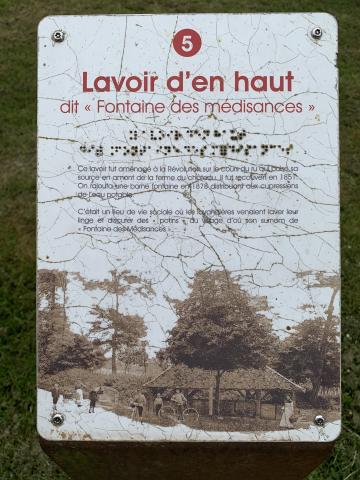 5
Lavoir d'en haut
dit « Fontaine des médisances »
Ce lavoir fut aménagé à la Révolution sur le cours du ru qui puise sa
source en amont de la ferme du château. Il fut recouvert en 1857.
On rajouta une borne fontaine en 1878 distribuant aux cupressiens
de l'eau potable.
C'était un lieu de vie sociale où les lavandières venaient laver leur
linge et discuter des « potins » du village d'où son surnom de
« Fontaine des Médisances ».